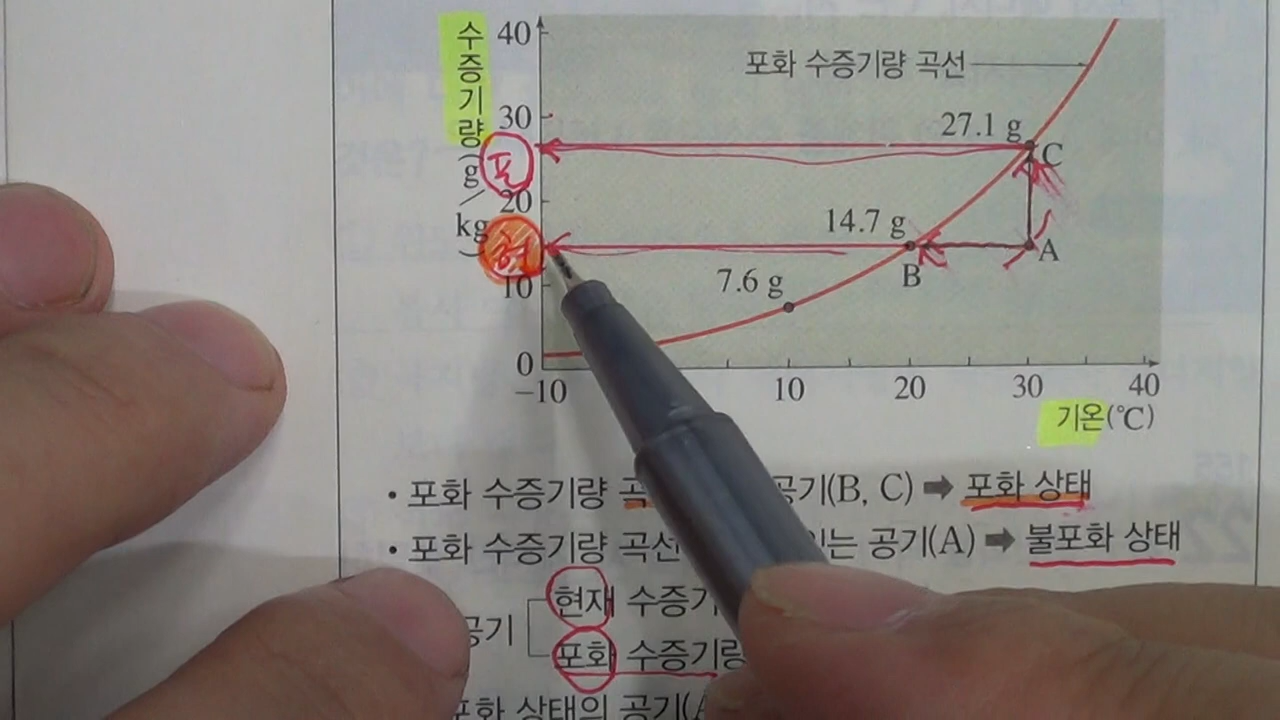 수증기량(g/kg)
40
포화 수증기량 곡선
30
27.1 g
포
C
20
14.7 g
현
A
B
7.6 g
10
0
-10 10 20 30 40
기온(℃)
• 포화 수증기량 공기(B, C) ➡ 포화 상태
• 포화 수증기량 곡선 있는 공기(A) ➡ 불포화 상태
현재 수증기
공기
포화 수증기량
포화 상태의 공기(A